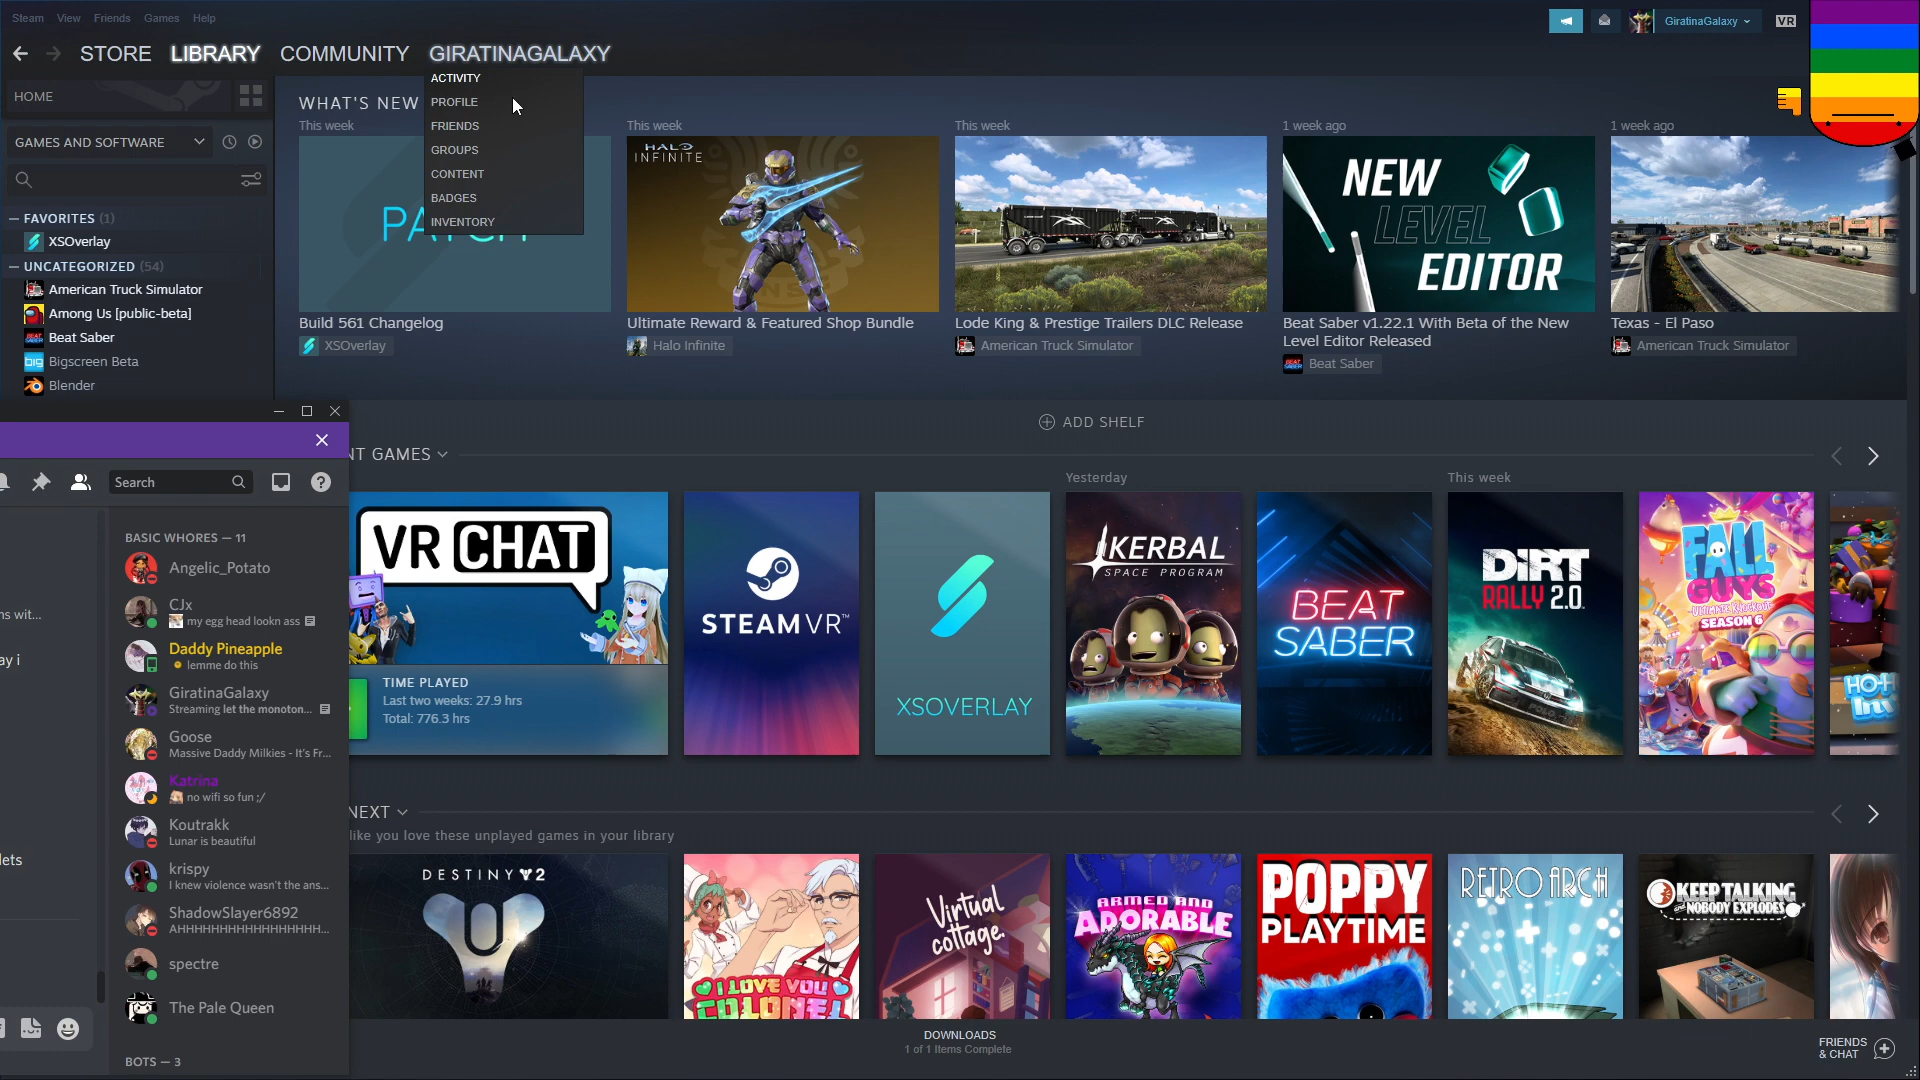 Steam View Friends Games Help
GiratinaGalaxy
VR
STORE LIBRARY COMMUNITY GIRATINAGALAXY
ACTIVITY
PROFILE
FRIENDS
GROUPS
CONTENT
BADGES
INVENTORY
HOME
GAMES AND SOFTWARE
FAVORITES (1)
XSOverlay
UNCATEGORIZED (54)
American Truck Simulator
Among Us [public-beta]
Beat Saber
Bigscreen Beta
Blender
WHAT'S NEW
This week
Build 561 Changelog
XSOverlay
This week
HALO
INFINITE
Ultimate Reward & Featured Shop Bundle
Halo Infinite
This week
Lode King & Prestige Trailers DLC Release
American Truck Simulator
1 week ago
NEW
LEVEL
EDITOR
Beat Saber v1.22.1 With Beta of the New
Level Editor Released
Beat Saber
1 week ago
Texas - El Paso
American Truck Simulator
ADD SHELF
NT GAMES
Yesterday
This week
VRCHAT
TIME PLAYED
Last two weeks: 27.9 hrs
Total: 776.3 hrs
STEAMVR™
XSOVERLAY
KERBAL
SPACE PROGRAM
BEAT
SABER
DiRT
RALLY 2.0
FALL
GUYS
ULTIMATE KNOCKOUT
SEASON 6
NEXT
like you love these unplayed games in your library
DESTINY 2
I LOVE YOU
COLONEL
Virtual
cottage.
ARMED AND
ADORABLE
POPPY
PLAYTIME
RETROARCH
KEEP TALKING
AND NOBODY EXPLODES
DOWNLOADS
1 of 1 Items Complete
FRIENDS
& CHAT
Search
ns wit...
ay i
lets
BASIC WHORES — 11
Angelic_Potato
CJx
my egg head lookn ass
Daddy Pineapple
lemme do this
GiratinaGalaxy
Streaming let the monoton...
Goose
Massive Daddy Milkies - It's Fr...
Katrina
no wifi so fun ;/
Koutrakk
Lunar is beautiful
krispy
I knew violence wasn't the ans...
ShadowSlayer6892
AHHHHHHHHHHHHHHHHH...
spectre
The Pale Queen
BOTS — 3